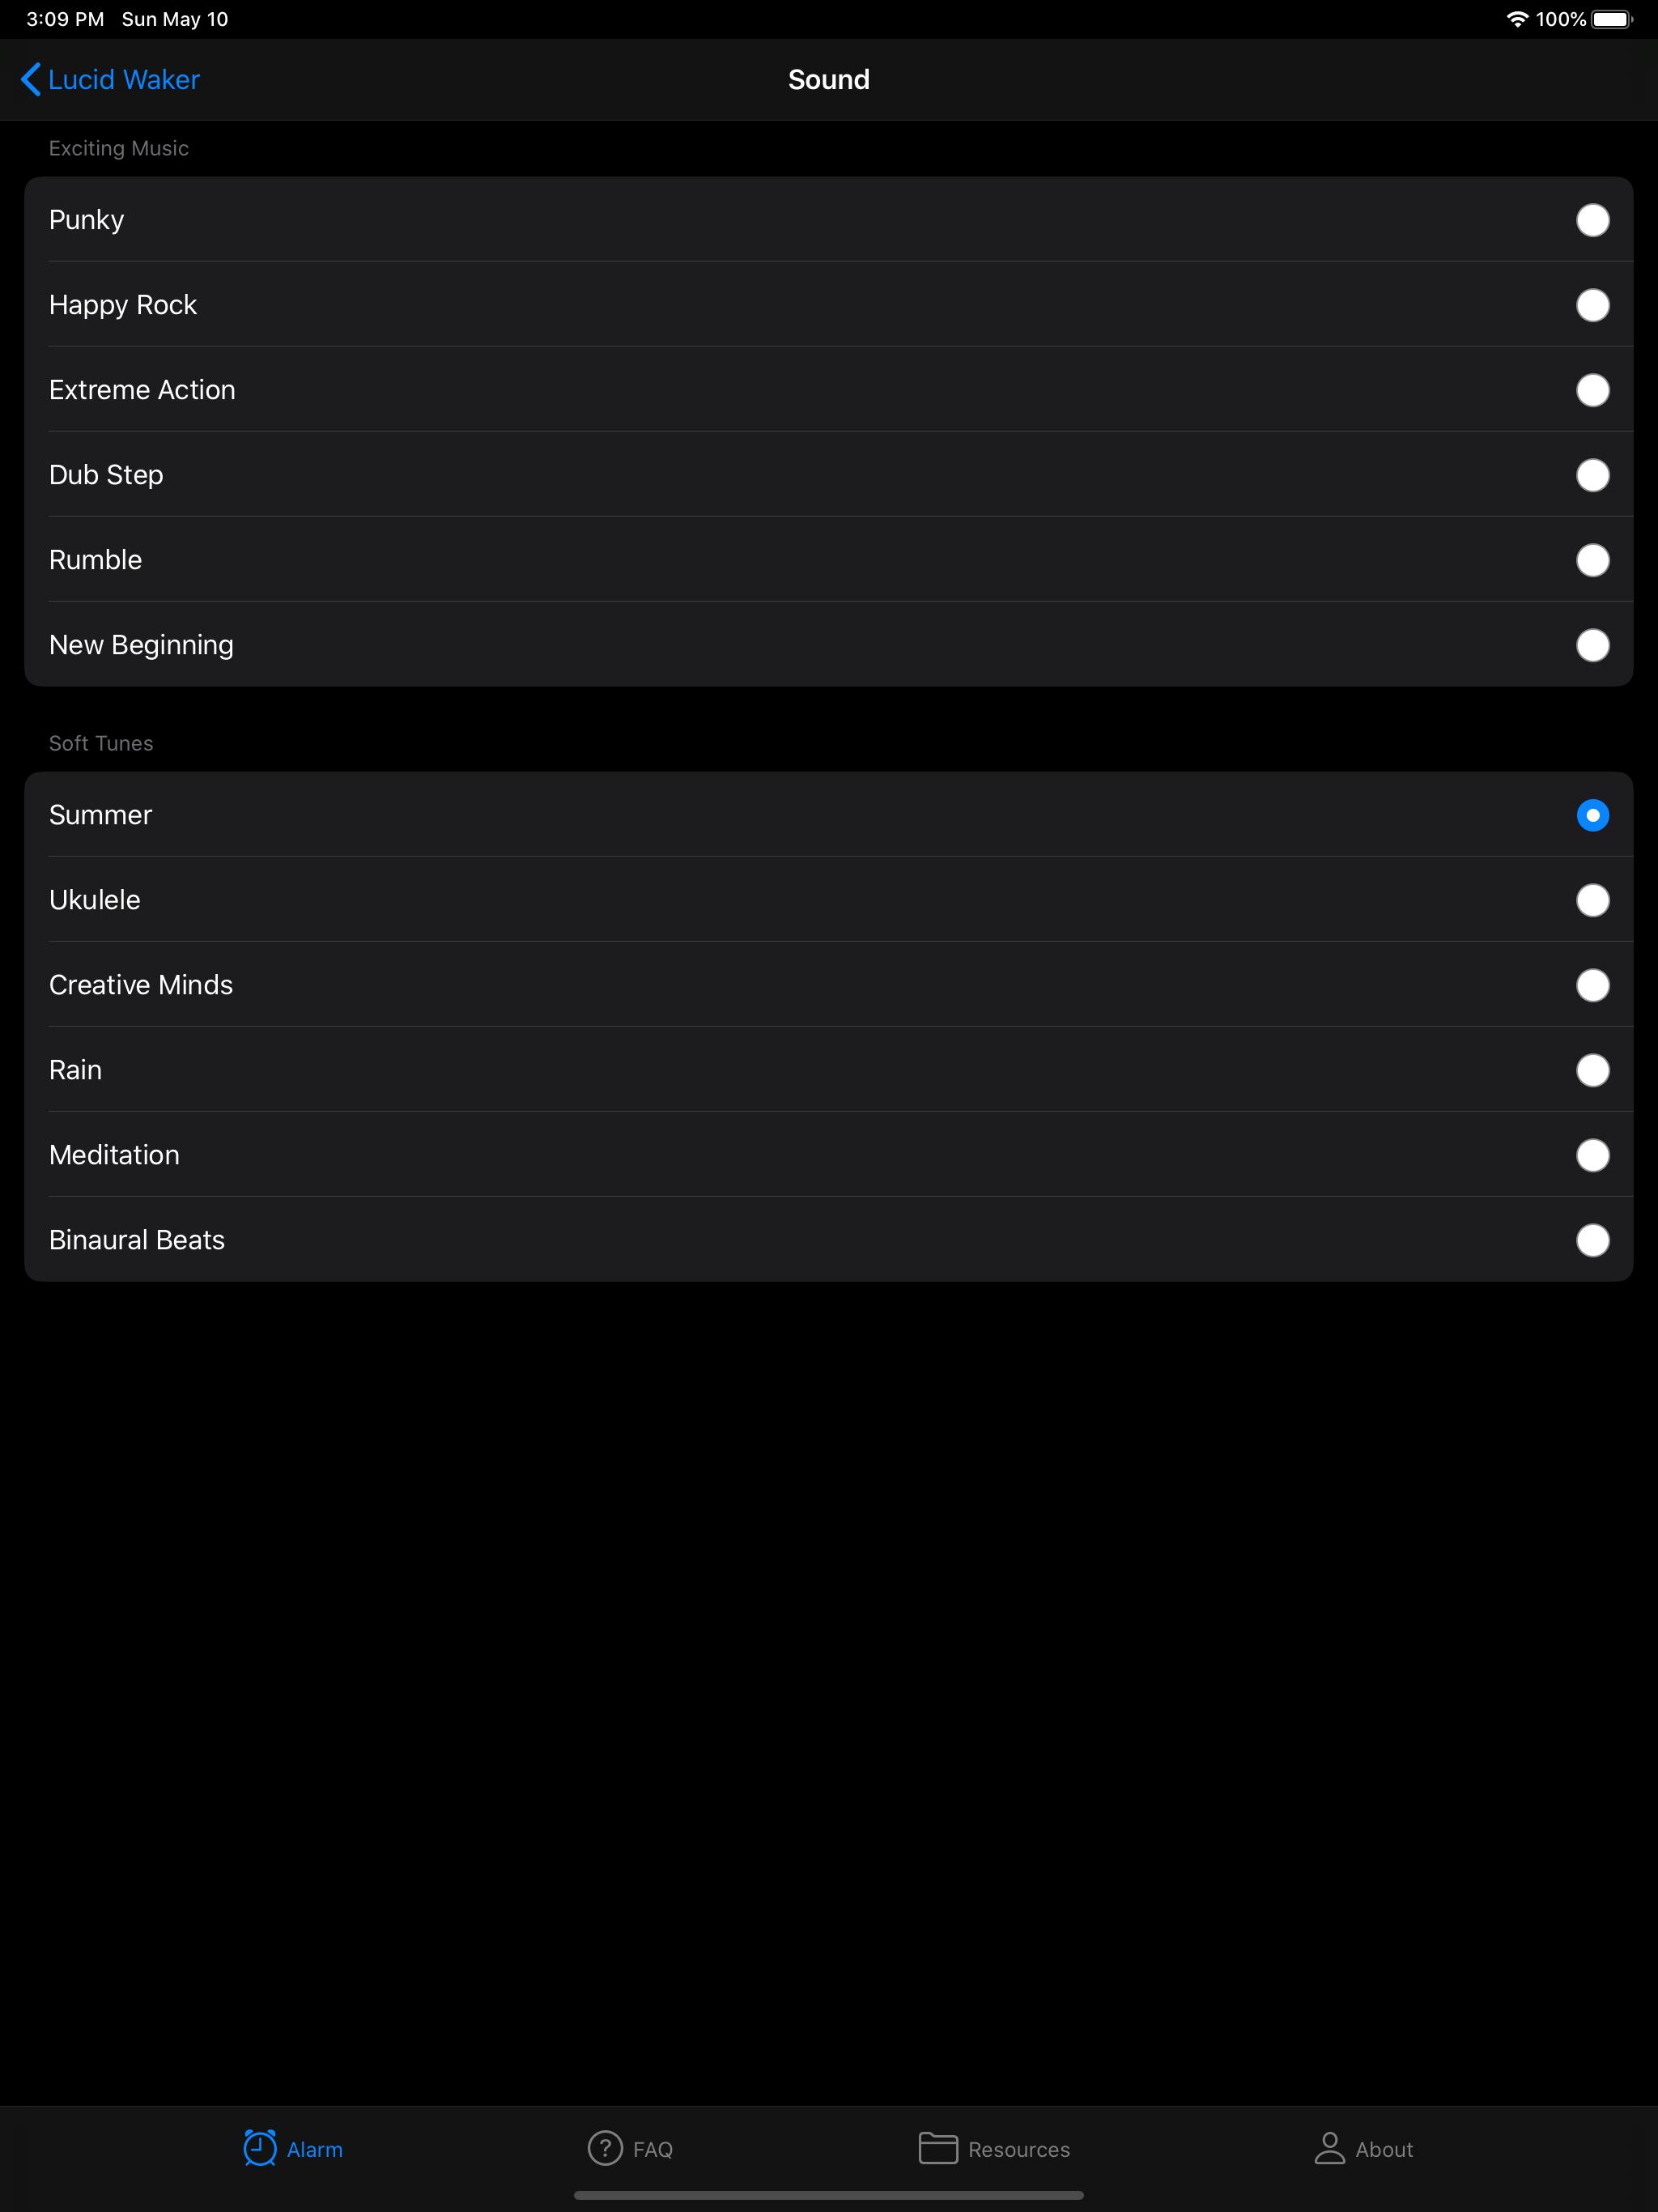 3:09 PM Sun May 10 100%
Lucid Waker Sound
Exciting Music
Punky
Happy Rock
Extreme Action
Dub Step
Rumble
New Beginning
Soft Tunes
Summer
Ukulele
Creative Minds
Rain
Meditation
Binaural Beats
Alarm ? FAQ Resources About